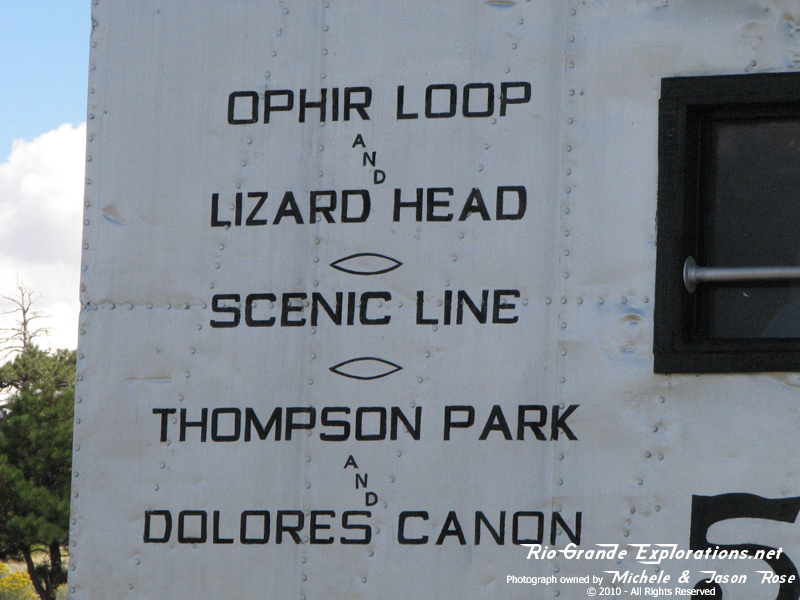 OPHIR LOOP
AND
LIZARD HEAD
SCENIC LINE
THOMPSON PARK
AND
DOLORES CANON
5
Rio Grande Explorations.net
Photograph owned by Michele & Jason Rose
© 2010 - All Rights Reserved